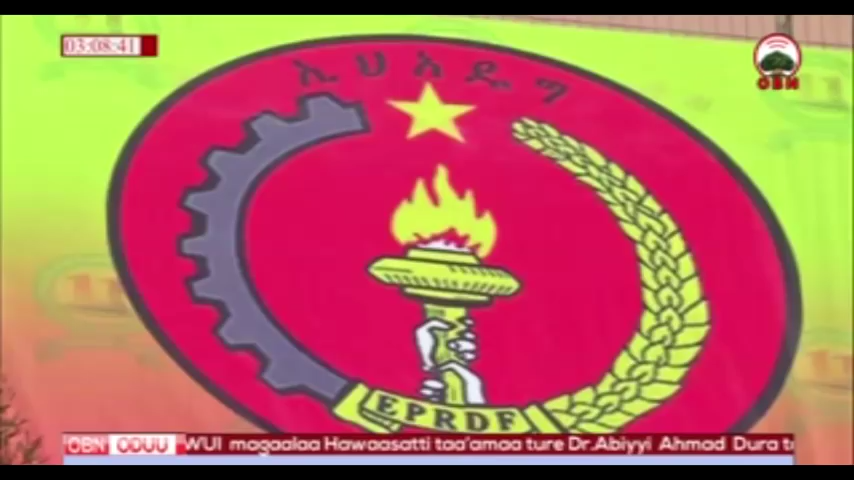 03:08:41
OBN
ኢህአዴግ
EPRDF
OBN ODUU WUI magaalaa Hawaasatti taa'amaa ture Dr.Abiyyi Ahmad Dura t